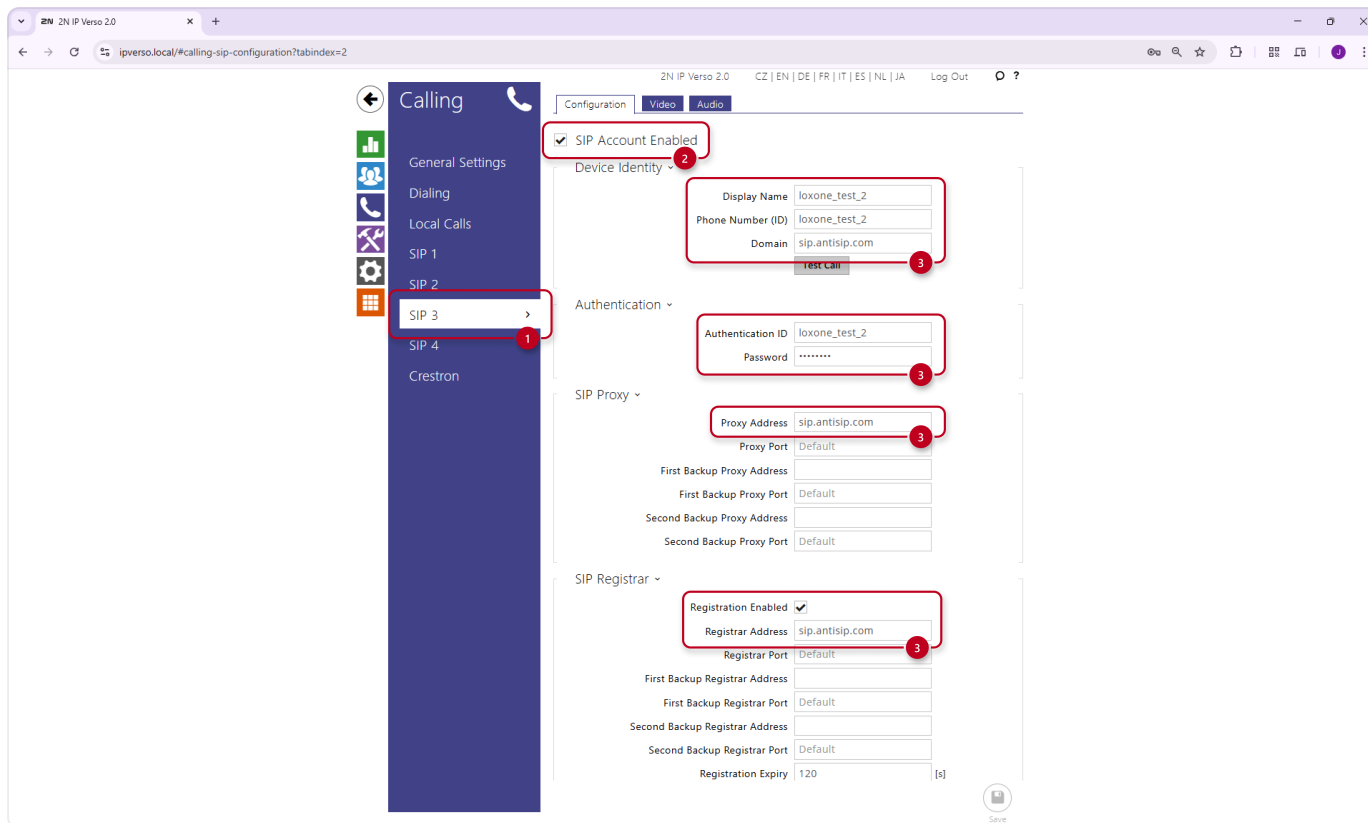 2N 2N IP Verso 2.0
ipverso.local/#calling-sip-configuration?tabindex=2
J
2N IP Verso 2.0 CZ | EN | DE | FR | IT | ES | NL | JA Log Out ?
Calling
Configuration Video Audio
SIP Account Enabled
2
General Settings
Dialing
Local Calls
SIP 1
SIP 2
SIP 3 ›
1
SIP 4
Crestron
Device Identity
Display Name loxone_test_2
Phone Number (ID) loxone_test_2
Domain sip.antisip.com
3
Test Call
Authentication
Authentication ID loxone_test_2
Password ········
3
SIP Proxy
Proxy Address sip.antisip.com
3
Proxy Port Default
First Backup Proxy Address
First Backup Proxy Port Default
Second Backup Proxy Address
Second Backup Proxy Port Default
SIP Registrar
Registration Enabled
Registrar Address sip.antisip.com
3
Registrar Port Default
First Backup Registrar Address
First Backup Registrar Port Default
Second Backup Registrar Address
Second Backup Registrar Port Default
Registration Expiry 120 [s]
Save